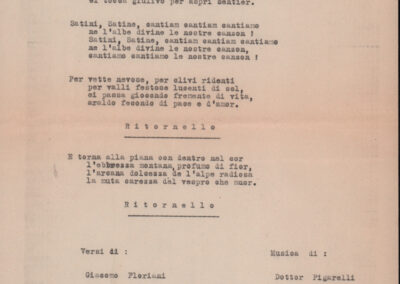 ei tocca giulivo per aspri sentier.
Satini, Satine, cantiam cantiam cantiamo
ne l'albe divine le nostre canzon !
Satini, Satine, cantiam cantiam cantiamo
ne l'albe divine le nostre canzon,
cantiamo cantiamo le nostre canzon !
Per vette nevose, per clivi ridenti
per valli festose lucenti di sol,
ei passa giocondo fremente di vita,
araldo fecondo di pace e d'amor.
Ritornello
E torna alla piana con dentro nel cor
l'ebbrezza montana, profumo di fior,
l'arcana dolcezza de l'alpe radiosa
la muta carezza del vespro che muor.
Ritornello
Versi di : Musica di :
Giacomo Floriani Dottor Pigarelli